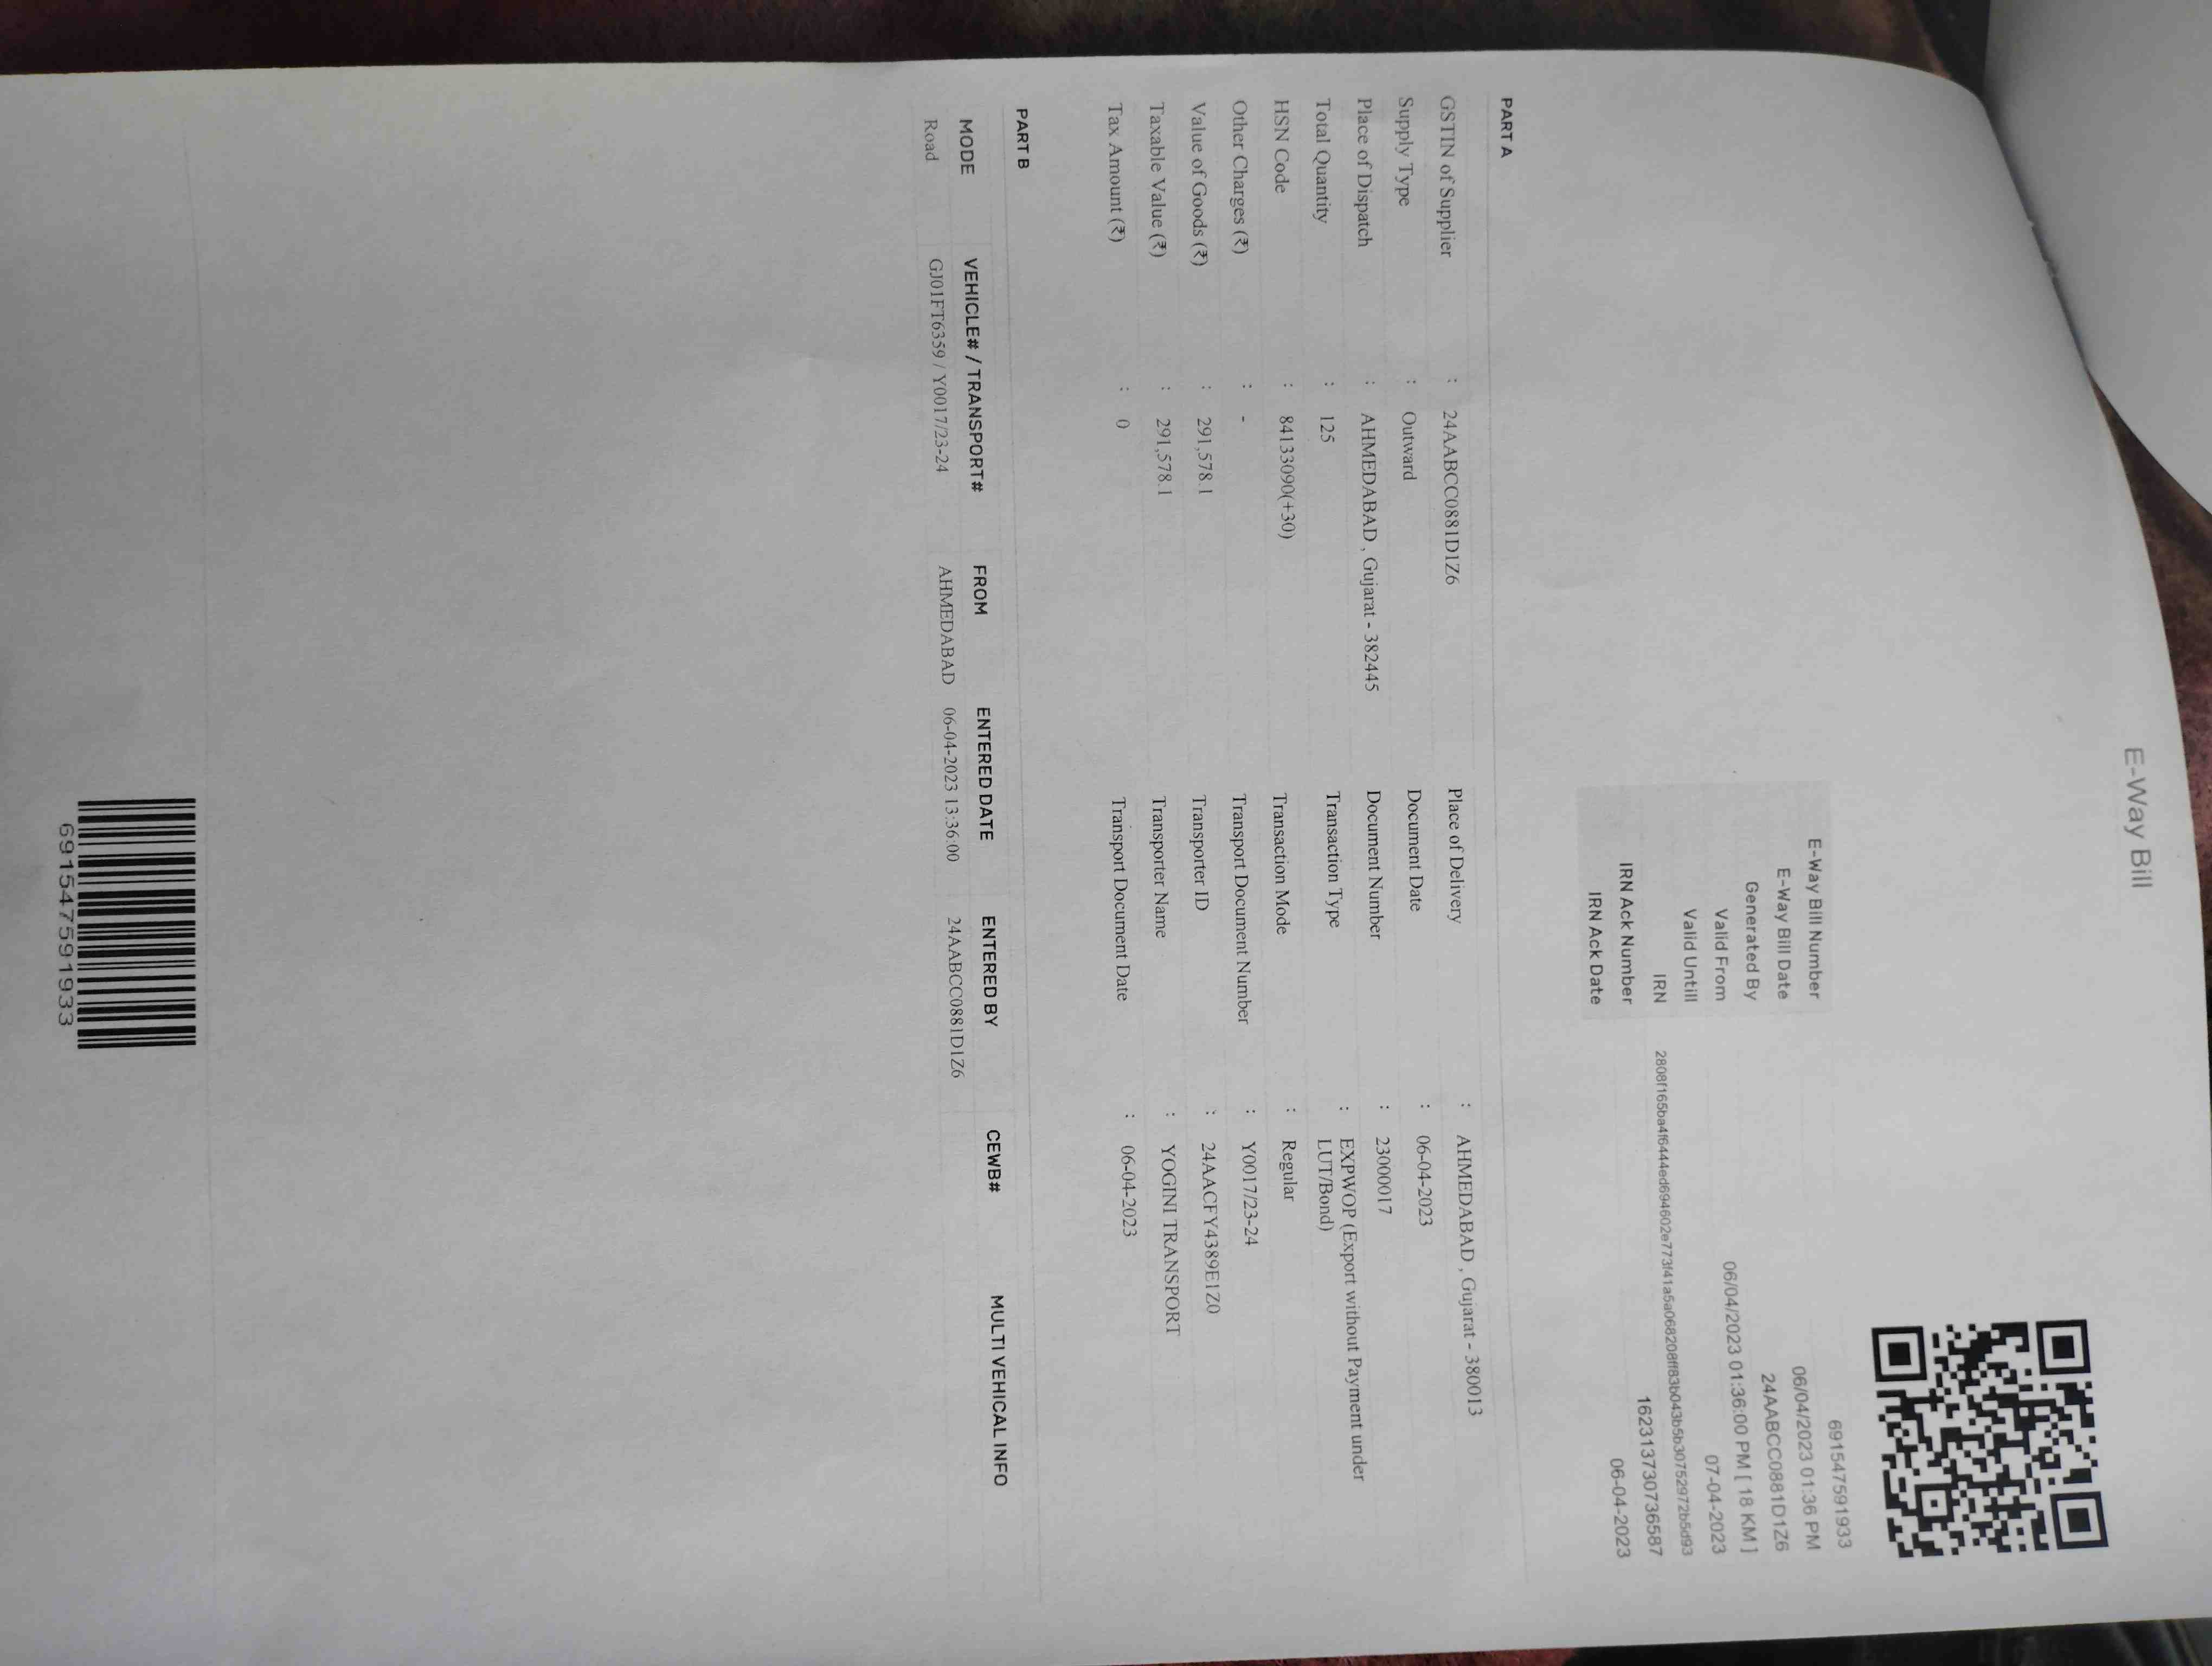 E-Way Bill
E-Way Bill Number 691547591933
E-Way Bill Date 06/04/2023 01:36 PM
Generated By 24AABCC0881D1Z6
Valid From 06/04/2023 01:36:00 PM [ 18 KM ]
Valid Untill 07-04-2023
IRN 2808f165ba4f6444ed694602e773f41a5a068208ff83b043b5b30752972b5d93
IRN Ack Number 162313730736587
IRN Ack Date 06-04-2023
PART A
GSTIN of Supplier : 24AABCC0881D1Z6 Place of Delivery : AHMEDABAD , Gujarat - 380013
Supply Type : Outward Document Date : 06-04-2023
Place of Dispatch : AHMEDABAD , Gujarat - 382445 Document Number : 23000017
Total Quantity : 125 Transaction Type : EXPWOP (Export without Payment under
LUT/Bond)
HSN Code : 84133090(+30) Transaction Mode : Regular
Other Charges (₹) : - Transport Document Number : Y0017/23-24
Value of Goods (₹) : 291,578.1 Transporter ID : 24AACFY4389E1Z0
Taxable Value (₹) : 291,578.1 Transporter Name : YOGINI TRANSPORT
Tax Amount (₹) : 0 Transport Document Date : 06-04-2023
PART B
MODE VEHICLE# / TRANSPORT# FROM ENTERED DATE ENTERED BY CEWB# MULTI VEHICAL INFO
Road GJ01FT6359 / Y0017/23-24 AHMEDABAD 06-04-2023 13:36:00 24AABCC0881D1Z6
691547591933